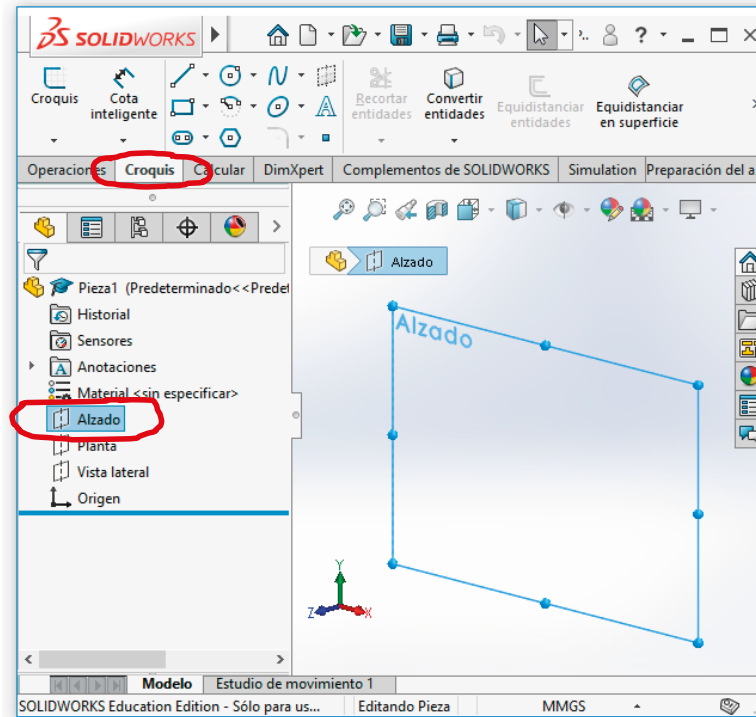 SOLIDWORKS
?
Croquis
Cota inteligente
Recortar entidades
Convertir entidades
Equidistanciar entidades
Equidistanciar en superficie
Operaciones Croquis Calcular DimXpert Complementos de SOLIDWORKS Simulation Preparación del a
Alzado
Pieza1 (Predeterminado<<Predet
Historial
Sensores
A Anotaciones
Material <sin especificar>
Alzado
Planta
Vista lateral
Origen
Alzado
Y
Z
X
Modelo Estudio de movimiento 1
SOLIDWORKS Education Edition - Sólo para us... Editando Pieza MMGS